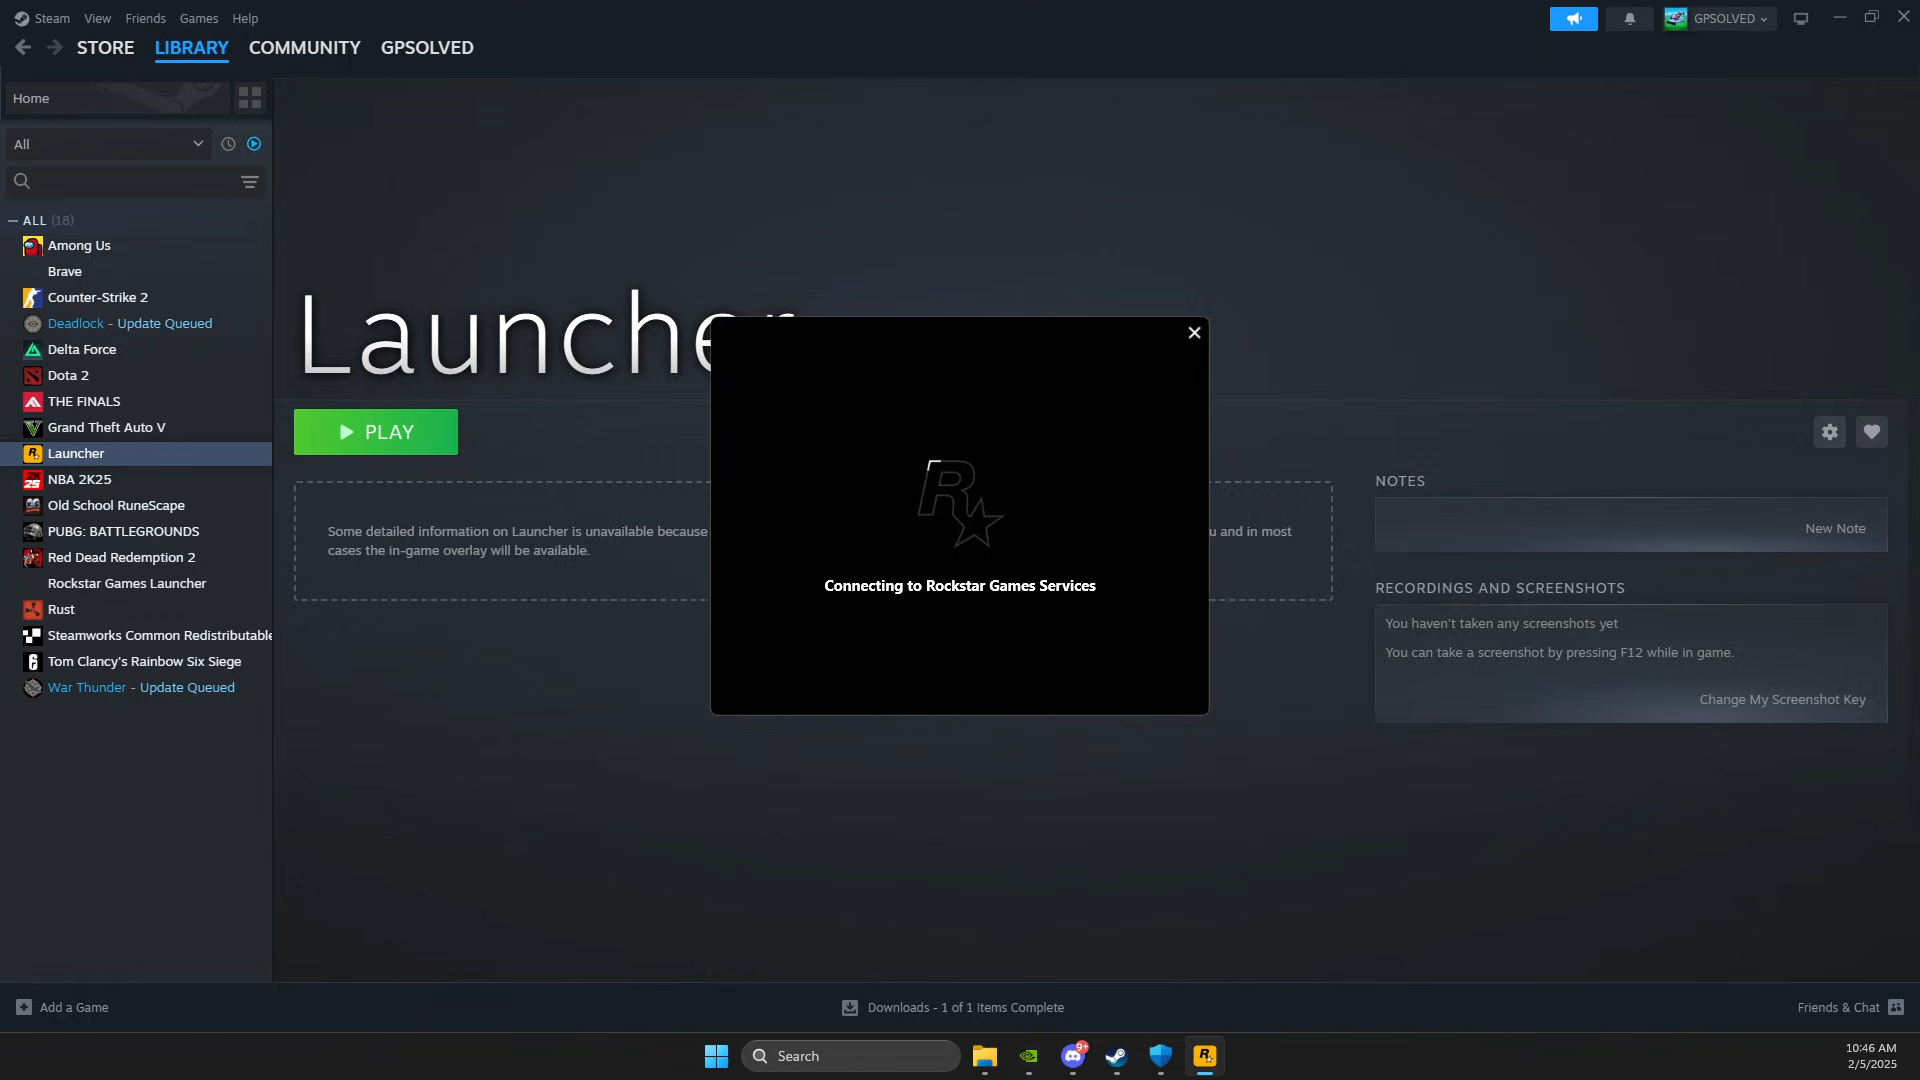 Steam View Friends Games Help
GPSOLVED
STORE LIBRARY COMMUNITY GPSOLVED
Home
All
ALL (18)
Among Us
Brave
Counter-Strike 2
Deadlock - Update Queued
Delta Force
Dota 2
THE FINALS
Grand Theft Auto V
Launcher
NBA 2K25
Old School RuneScape
PUBG: BATTLEGROUNDS
Red Dead Redemption 2
Rockstar Games Launcher
Rust
Steamworks Common Redistributable
Tom Clancy's Rainbow Six Siege
War Thunder - Update Queued
Launcher
PLAY
Some detailed information on Launcher is unavailable because
u and in most
cases the in-game overlay will be available.
Connecting to Rockstar Games Services
NOTES
New Note
RECORDINGS AND SCREENSHOTS
You haven't taken any screenshots yet
You can take a screenshot by pressing F12 while in game.
Change My Screenshot Key
Add a Game
Downloads - 1 of 1 Items Complete
Friends & Chat
Search
9+
10:46 AM
2/5/2025